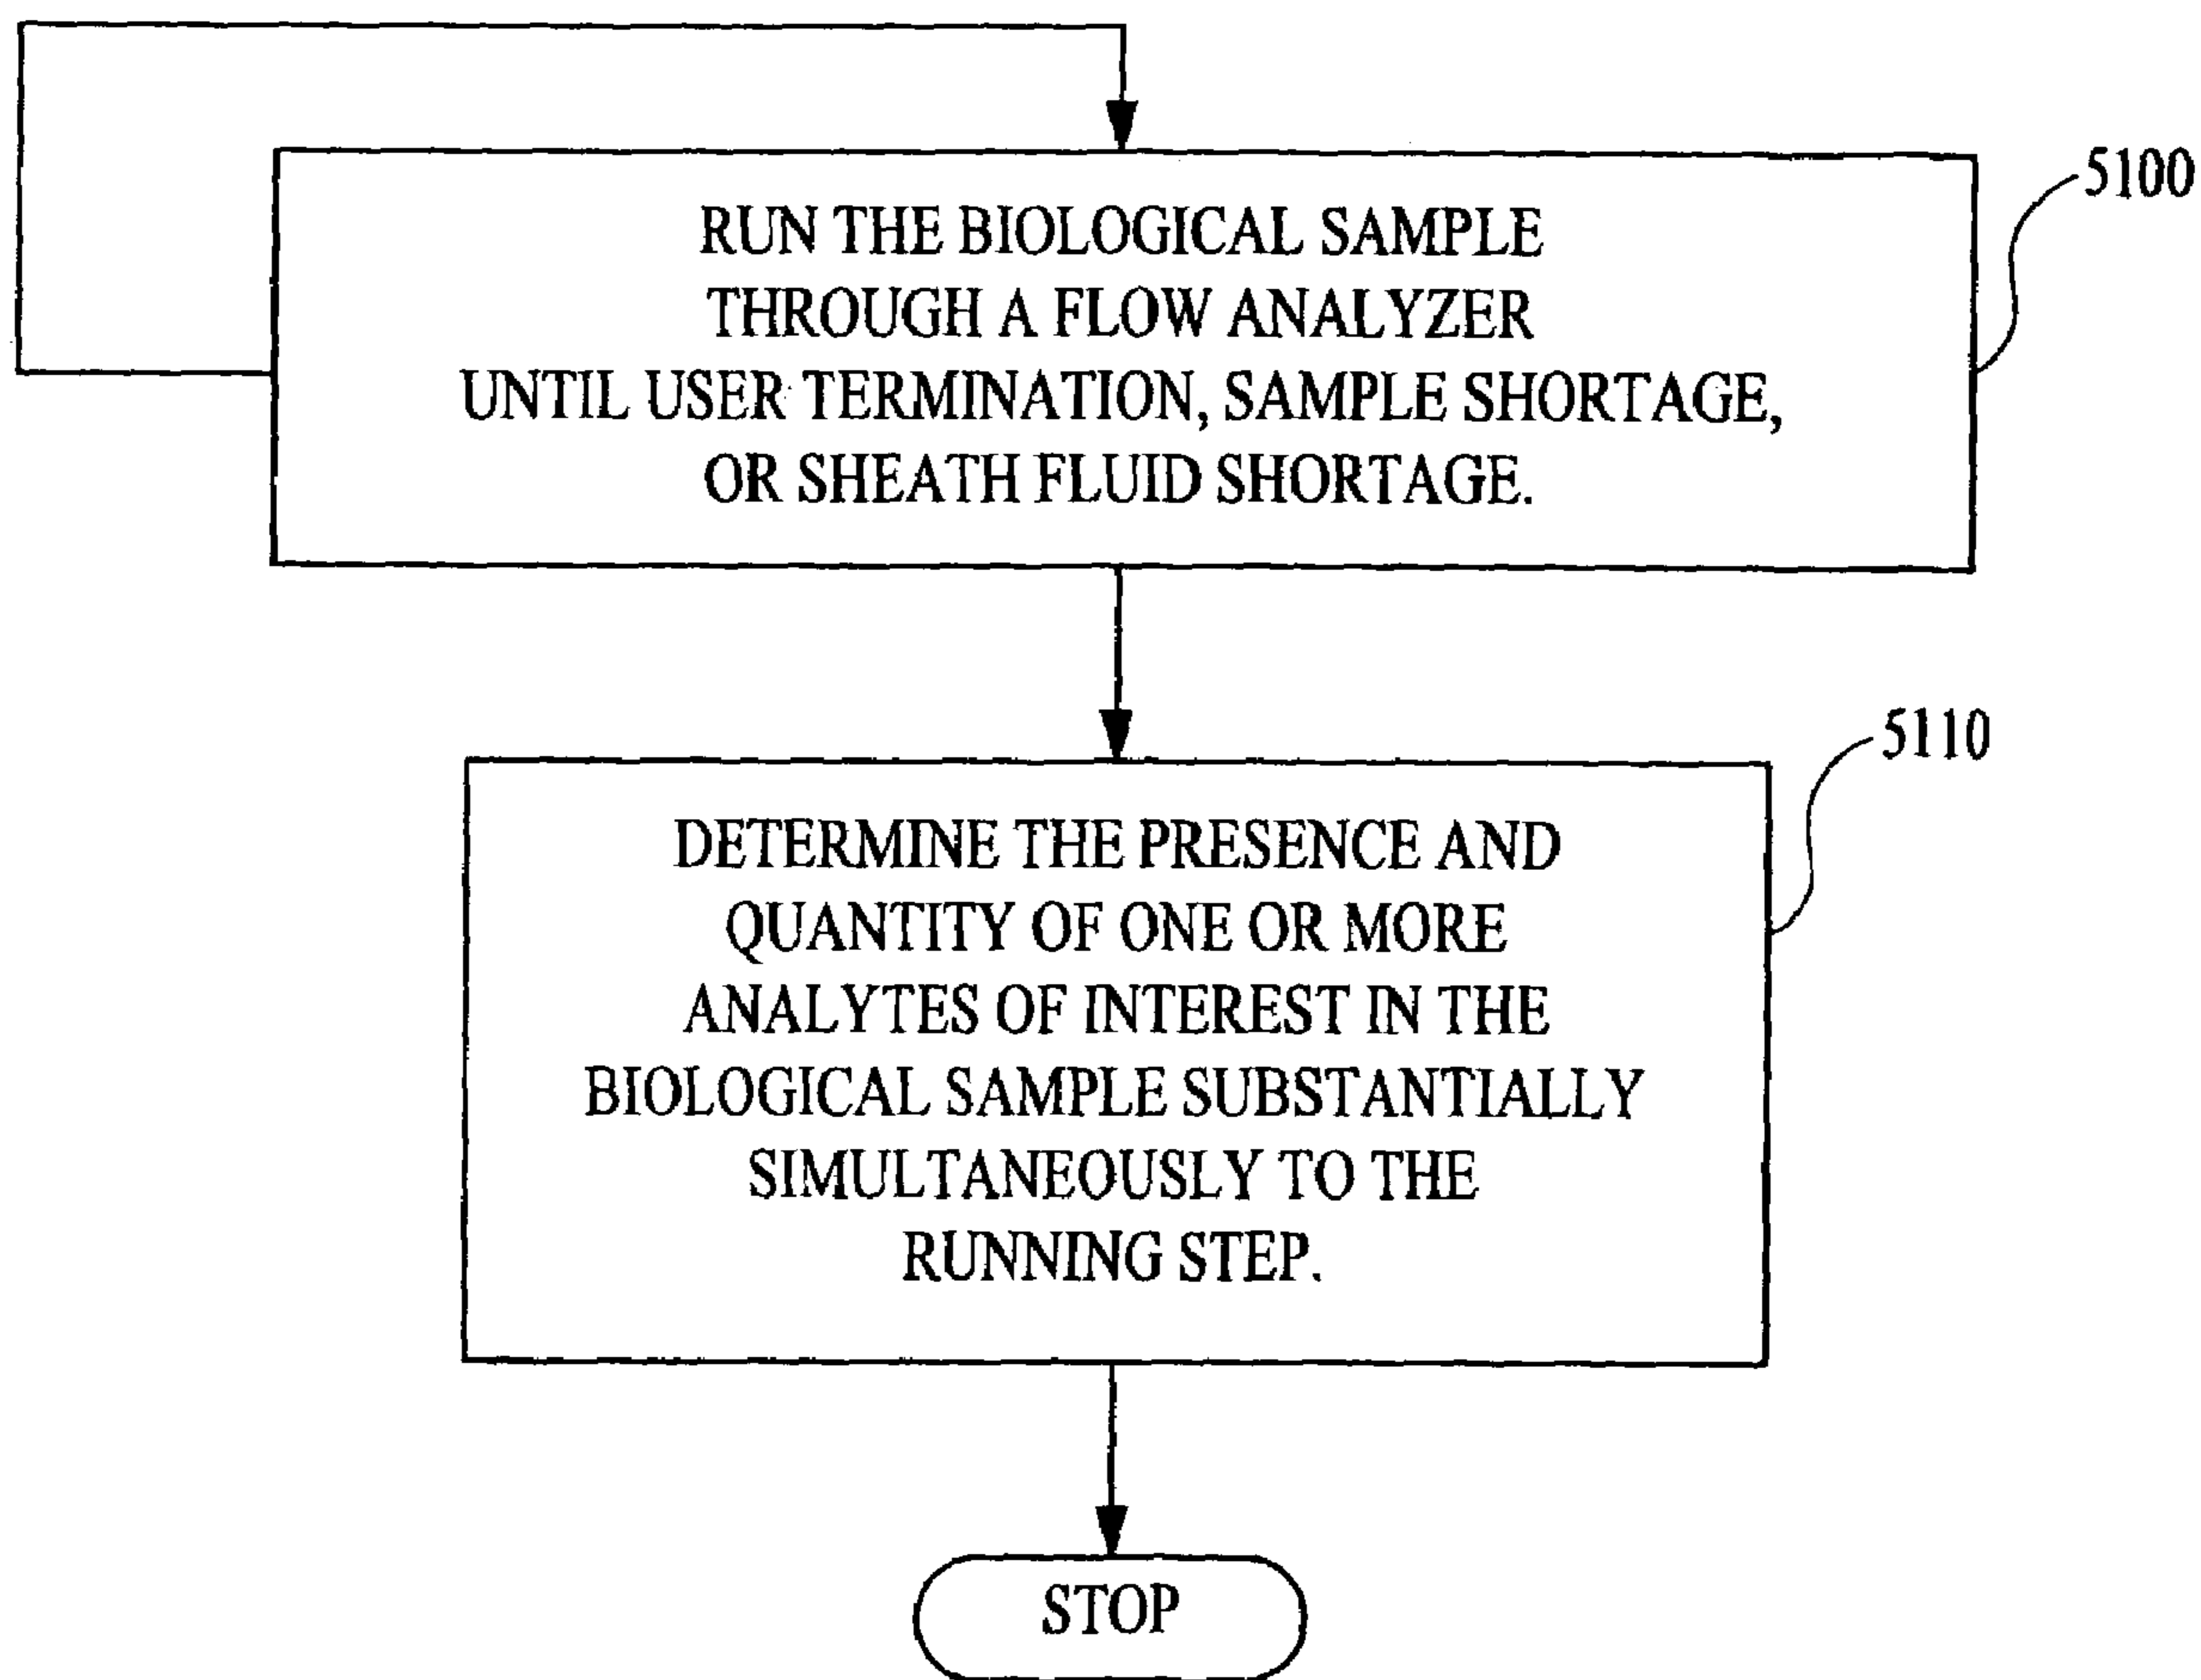 5100
RUN THE BIOLOGICAL SAMPLE
THROUGH A FLOW ANALYZER
UNTIL USER TERMINATION, SAMPLE SHORTAGE,
OR SHEATH FLUID SHORTAGE.
5110
DETERMINE THE PRESENCE AND
QUANTITY OF ONE OR MORE
ANALYTES OF INTEREST IN THE
BIOLOGICAL SAMPLE SUBSTANTIALLY
SIMULTANEOUSLY TO THE
RUNNING STEP.
STOP